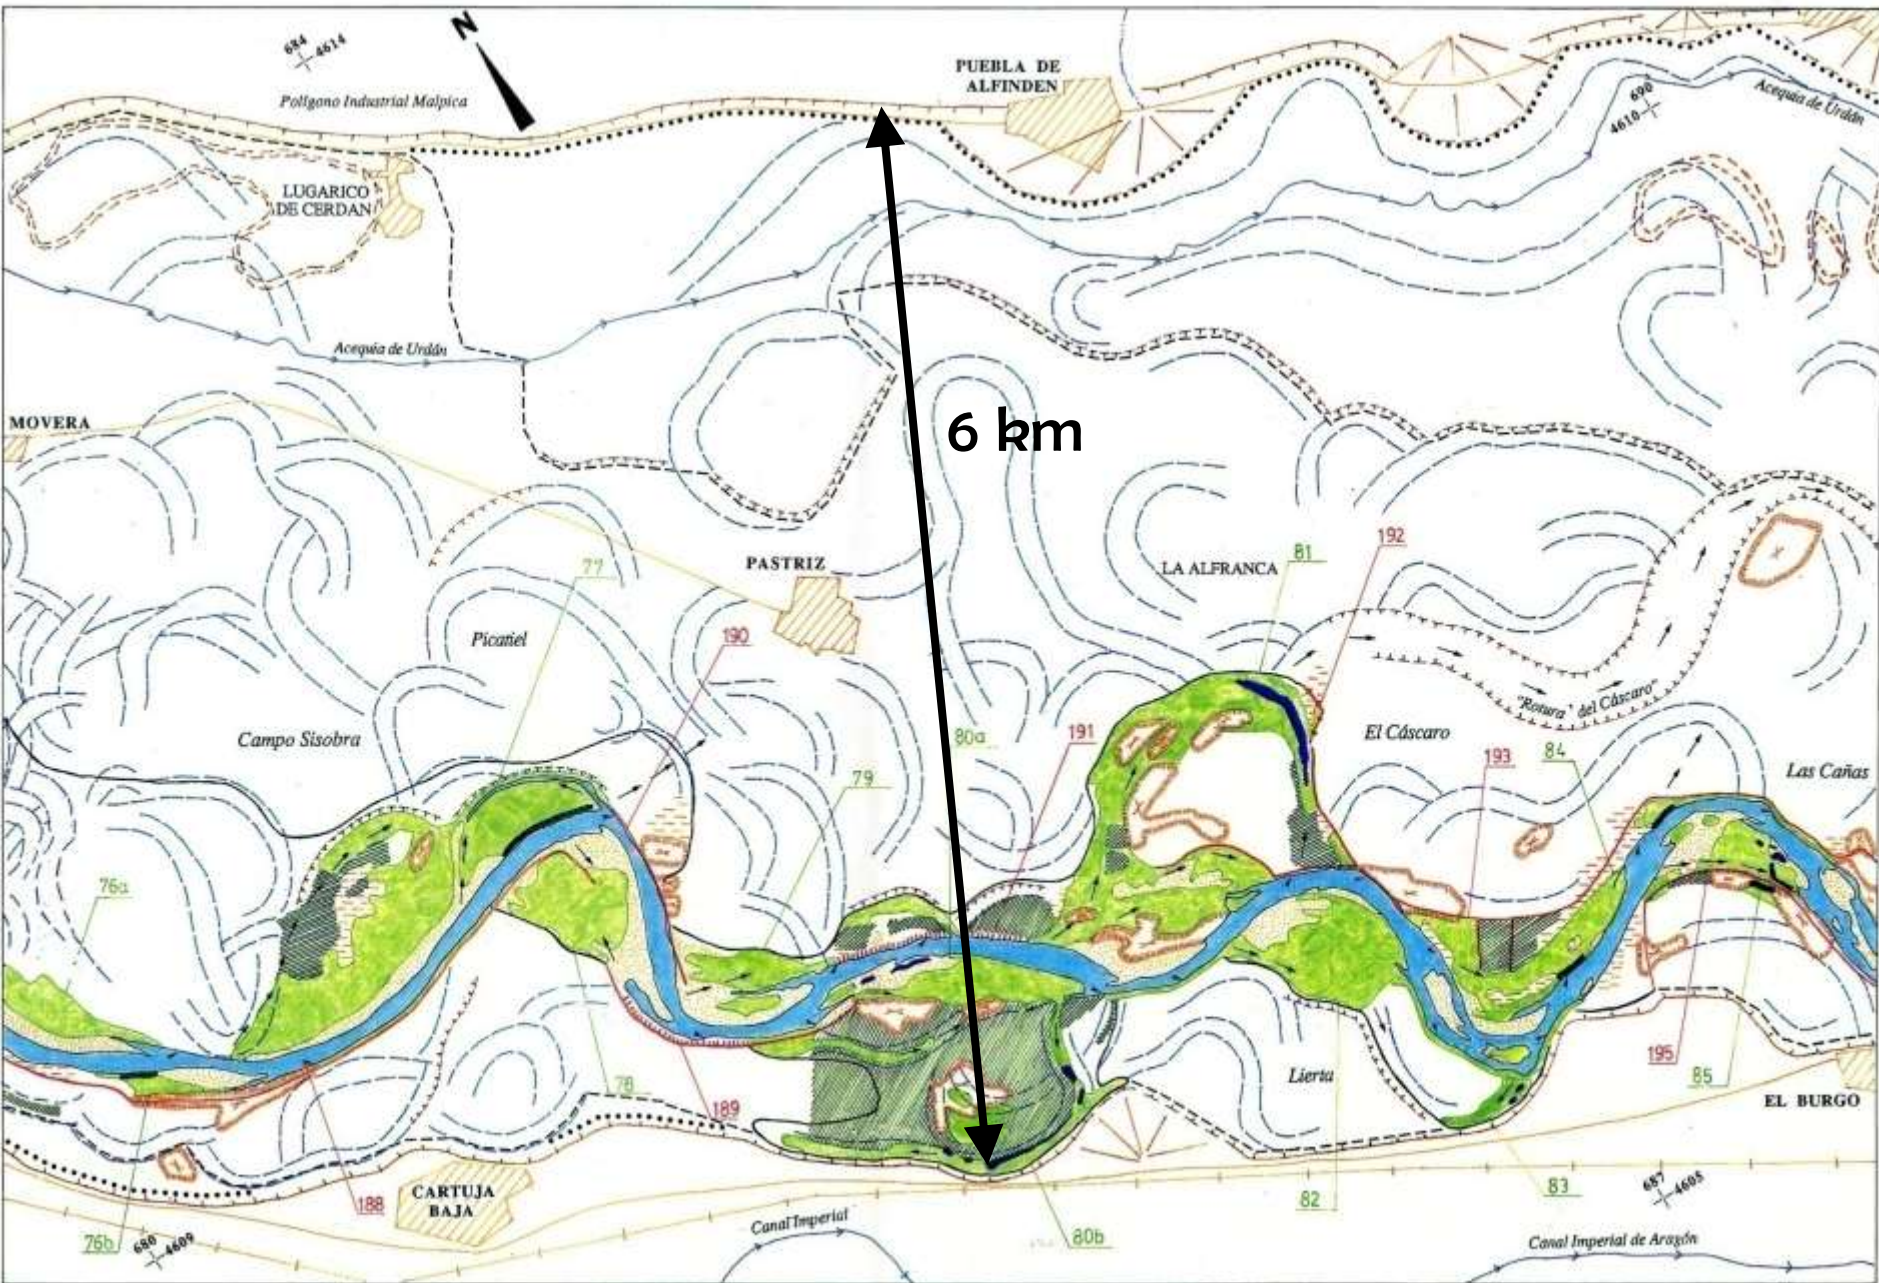 N
684
4614
Polígono Industrial Malpica
PUEBLA DE
ALFINDEN
690
4610
Acequia de Urdán
LUGARICO
DE CERDAN
Acequia de Urdán
MOVERA
6 km
PASTRIZ
77
LA ALFRANCA
81
192
Picañel
190
"Rotura" del Cáscaro"
Campo Sisobra
80a
191
El Cáscaro
193
84
Las Cañas
79
76a
78
189
Lierta
195
85
EL BURGO
CARTUJA
BAJA
188
76b
680
4609
Canal Imperial
80b
82
83
687
4605
Canal Imperial de Aragón